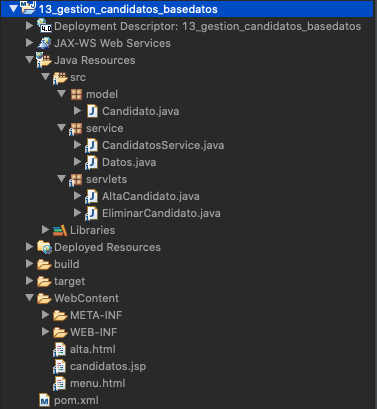 13_gestion_candidatos_basedatos
Deployment Descriptor: 13_gestion_candidatos_basedatos
JAX-WS Web Services
Java Resources
src
model
Candidato.java
service
CandidatosService.java
Datos.java
servlets
AltaCandidato.java
EliminarCandidato.java
Libraries
Deployed Resources
build
target
WebContent
META-INF
WEB-INF
alta.html
candidatos.jsp
menu.html
pom.xml